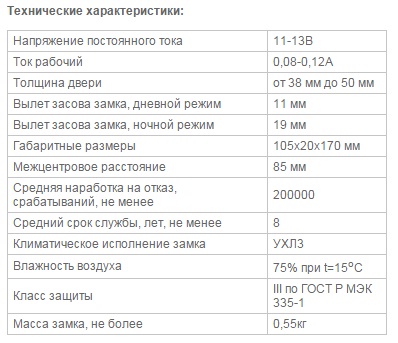 Технические характеристики:
Напряжение постоянного тока 11-13В
Ток рабочий 0,08-0,12А
Толщина двери от 38 мм до 50 мм
Вылет засова замка, дневной режим 11 мм
Вылет засова замка, ночной режим 19 мм
Габаритные размеры 105х20х170 мм
Межцентровое расстояние 85 мм
Средняя наработка на отказ,
срабатываний, не менее 200000
Средний срок службы, лет, не менее 8
Климатическое исполнение замка УХЛ3
Влажность воздуха 75% при t=15°С
Класс защиты III по ГОСТ Р МЭК
335-1
Масса замка, не более 0,55кг